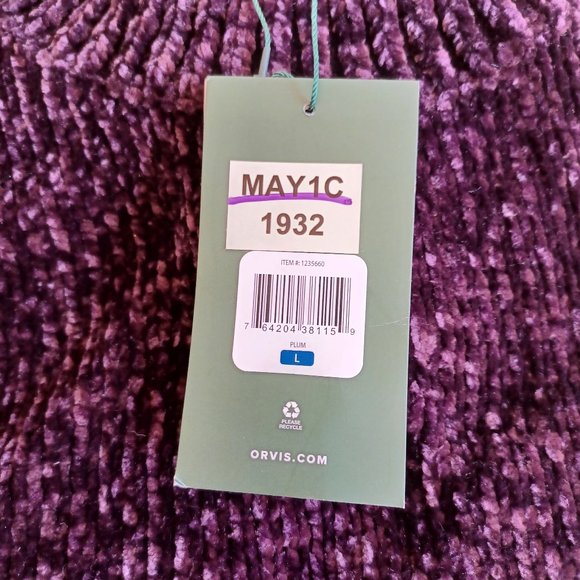 MAY1C
1932
ITEM #: 1235660
7 64204 38115 9
PLUM
L
PLEASE
RECYCLE
ORVIS.COM